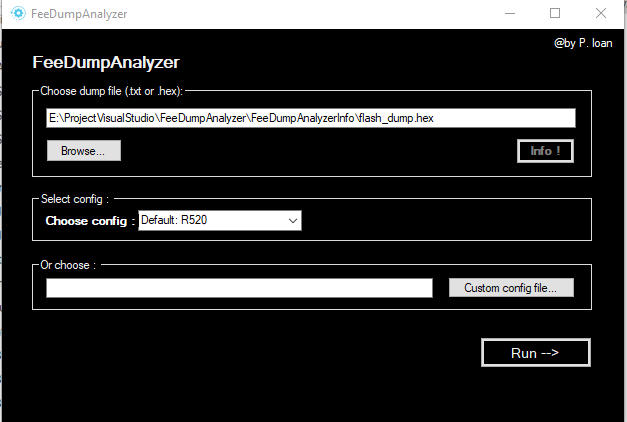 FeeDumpAnalyzer
@by P. Ioan
FeeDumpAnalyzer
Choose dump file (.txt or .hex):
E:\ProjectVisualStudio\FeeDumpAnalyzer\FeeDumpAnalyzerInfo\flash_dump.hex
Browse... Info !
Select config :
Choose config : Default: R520
Or choose :
Custom config file...
Run -->